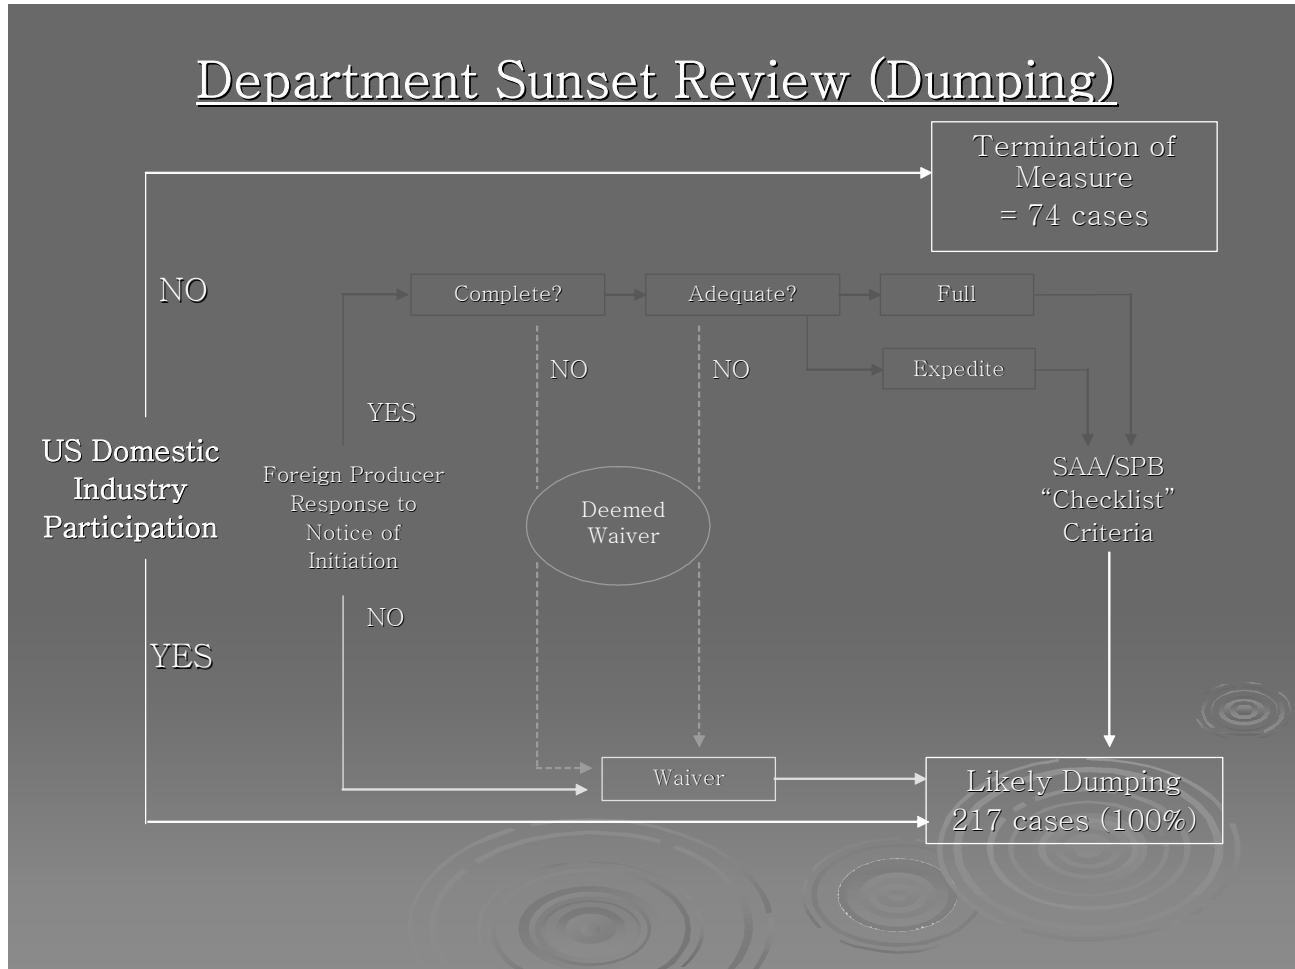 Department Sunset Review (Dumping)
Termination of
Measure
= 74 cases
NO
Complete?
Adequate?
Full
NO
NO
Expedite
YES
US Domestic
Industry
Participation
Foreign Producer
Response to
Notice of
Initiation
Deemed
Waiver
SAA/SPB
“Checklist”
Criteria
NO
YES
Waiver
Likely Dumping
217 cases (100%)